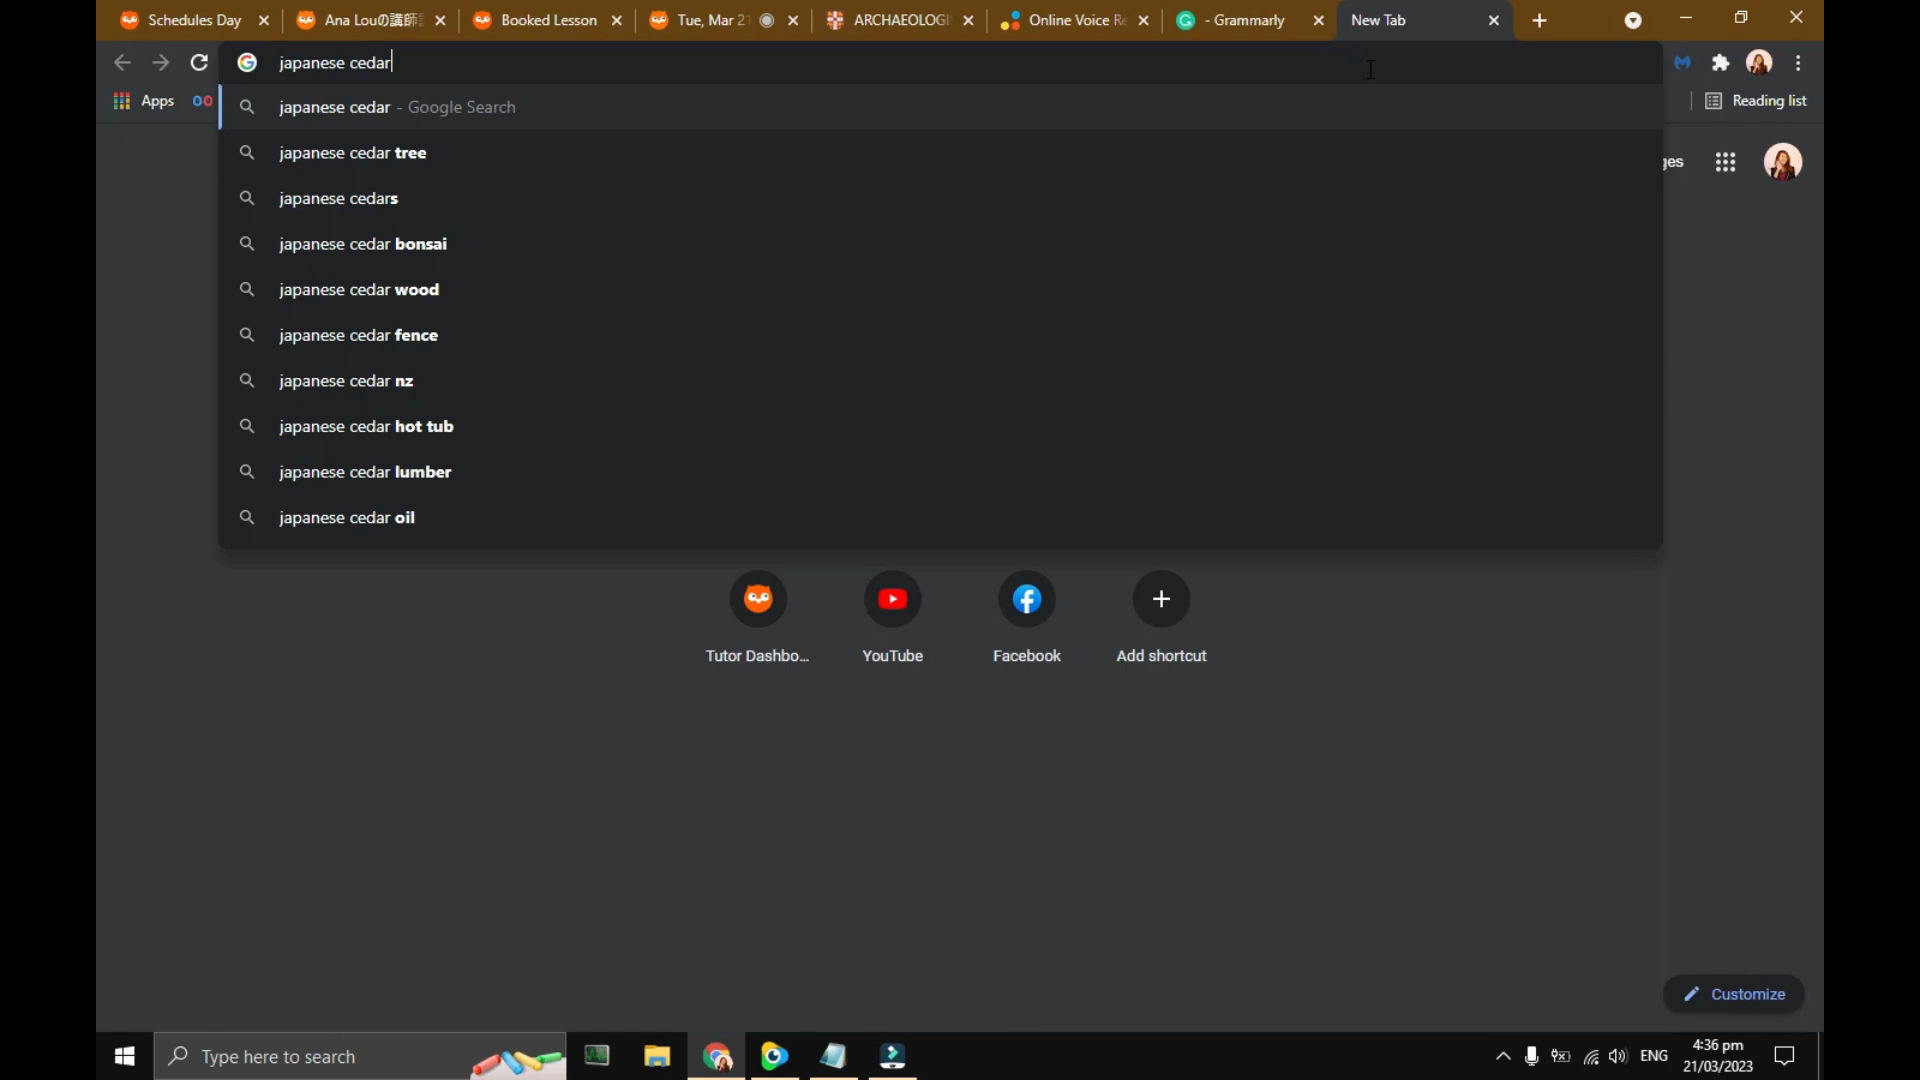 Schedules Day
Ana Louの講師
Booked Lesson
Tue, Mar 21
ARCHAEOLOGI
Online Voice Re
- Grammarly
New Tab
japanese cedar
Apps
japanese cedar - Google Search
Reading list
japanese cedar tree
japanese cedars
japanese cedar bonsai
japanese cedar wood
japanese cedar fence
japanese cedar nz
japanese cedar hot tub
japanese cedar lumber
japanese cedar oil
Tutor Dashbo...
YouTube
Facebook
Add shortcut
Customize
Type here to search
ENG
4:36 pm
21/03/2023